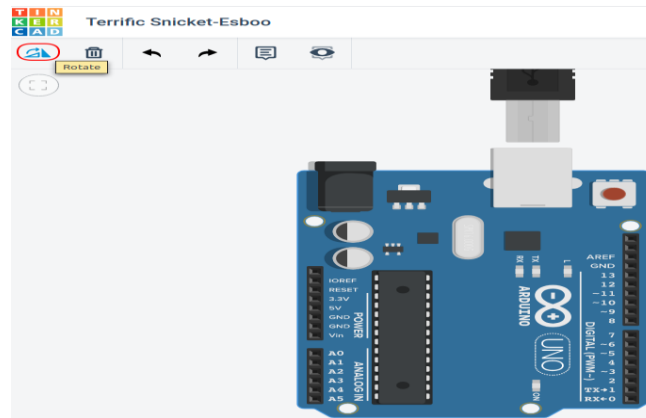 TIN
KER
CAD
Terrific Snicket-Esboo
Rotate
IOREF
RESET
3.3V
5V
GND
GND
Vin
POWER
A0
A1
A2
A3
A4
A5
ANALOG IN
RX
TX
L
ARDUINO
UNO
ON
AREF
GND
13
12
~11
~10
~9
8
7
~6
~5
4
~3
2
TX→1
RX←0
DIGITAL (PWM~)